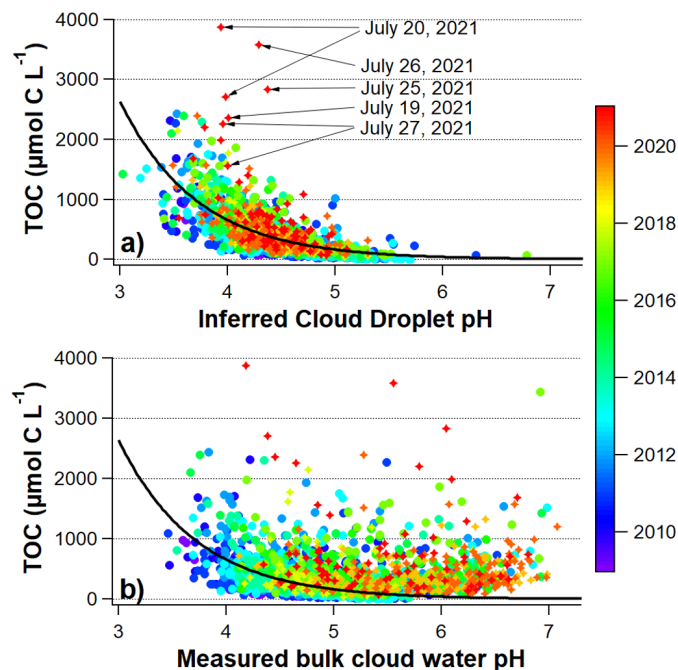 4000
3000
2000
1000
0
TOC (µmol C L⁻¹)
July 20, 2021
July 26, 2021
July 25, 2021
July 19, 2021
July 27, 2021
a)
3 4 5 6 7
Inferred Cloud Droplet pH
4000
3000
2000
1000
0
TOC (µmol C L⁻¹)
b)
3 4 5 6 7
Measured bulk cloud water pH
2020
2018
2016
2014
2012
2010